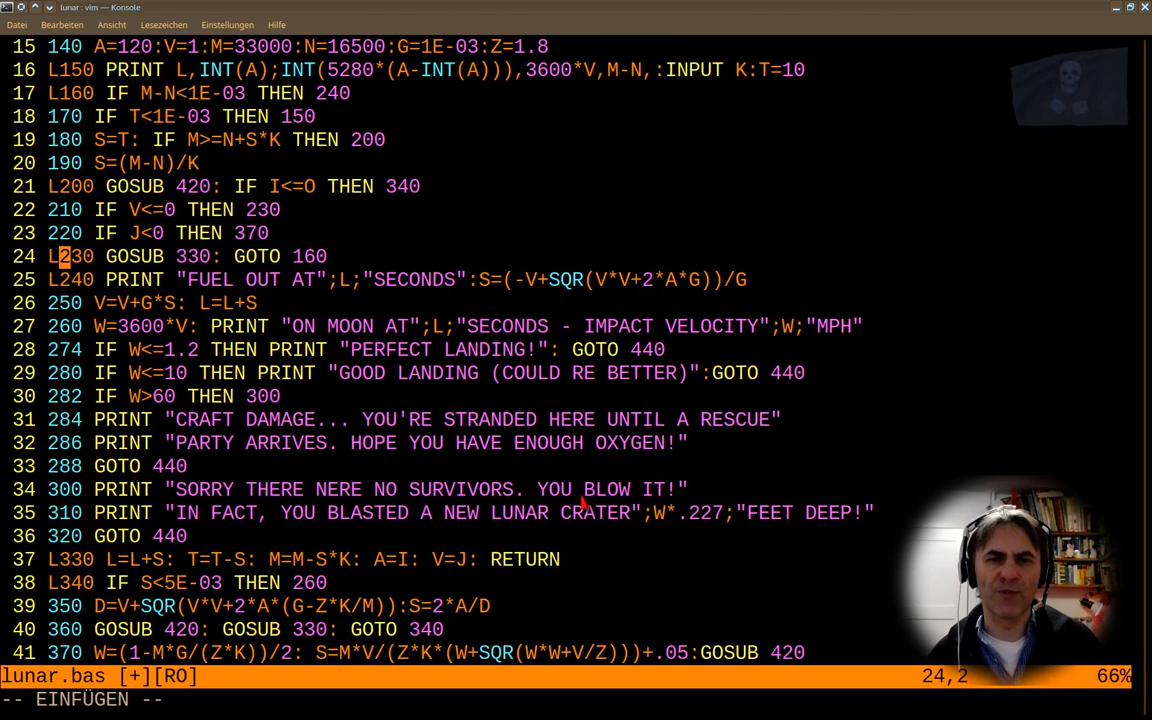 lunar : vim — Konsole
Datei Bearbeiten Ansicht Lesezeichen Einstellungen Hilfe
15 140 A=120:V=1:M=33000:N=16500:G=1E-03:Z=1.8
16 L150 PRINT L,INT(A);INT(5280*(A-INT(A))),3600*V,M-N,:INPUT K:T=10
17 L160 IF M-N<1E-03 THEN 240
18 170 IF T<1E-03 THEN 150
19 180 S=T: IF M>=N+S*K THEN 200
20 190 S=(M-N)/K
21 L200 GOSUB 420: IF I<=O THEN 340
22 210 IF V<=0 THEN 230
23 220 IF J<0 THEN 370
24 L230 GOSUB 330: GOTO 160
25 L240 PRINT "FUEL OUT AT";L;"SECONDS":S=(-V+SQR(V*V+2*A*G))/G
26 250 V=V+G*S: L=L+S
27 260 W=3600*V: PRINT "ON MOON AT";L;"SECONDS - IMPACT VELOCITY";W;"MPH"
28 274 IF W<=1.2 THEN PRINT "PERFECT LANDING!": GOTO 440
29 280 IF W<=10 THEN PRINT "GOOD LANDING (COULD RE BETTER)":GOTO 440
30 282 IF W>60 THEN 300
31 284 PRINT "CRAFT DAMAGE... YOU'RE STRANDED HERE UNTIL A RESCUE"
32 286 PRINT "PARTY ARRIVES. HOPE YOU HAVE ENOUGH OXYGEN!"
33 288 GOTO 440
34 300 PRINT "SORRY THERE NERE NO SURVIVORS. YOU BLOW IT!"
35 310 PRINT "IN FACT, YOU BLASTED A NEW LUNAR CRATER";W*.227;"FEET DEEP!"
36 320 GOTO 440
37 L330 L=L+S: T=T-S: M=M-S*K: A=I: V=J: RETURN
38 L340 IF S<5E-03 THEN 260
39 350 D=V+SQR(V*V+2*A*(G-Z*K/M)):S=2*A/D
40 360 GOSUB 420: GOSUB 330: GOTO 340
41 370 W=(1-M*G/(Z*K))/2: S=M*V/(Z*K*(W+SQR(W*W+V/Z)))+.05:GOSUB 420
lunar.bas [+][RO] 24,2 66%
-- EINFÜGEN --